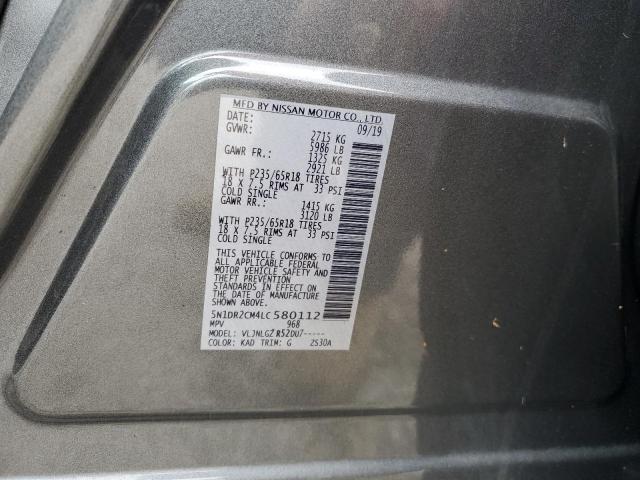 MFD BY NISSAN MOTOR CO., LTD.
DATE: 09/19
GVWR: 2715 KG
5986 LB
GAWR FR.: 1325 KG
2921 LB
WITH P235/65R18 TIRES
18 X 7.5 RIMS AT 33 PSI
COLD SINGLE
GAWR RR.: 1415 KG
3120 LB
WITH P235/65R18 TIRES
18 X 7.5 RIMS AT 33 PSI
COLD SINGLE
THIS VEHICLE CONFORMS TO
ALL APPLICABLE FEDERAL
MOTOR VEHICLE SAFETY AND
THEFT PREVENTION
STANDARDS IN EFFECT ON
THE DATE OF MANUFACTURE
SHOWN ABOVE.
5N1DR2CM4LC580112
MPV 968
MODEL: VLJNLGZ R52DU7-----
COLOR: KAD TRIM: G 2S30A